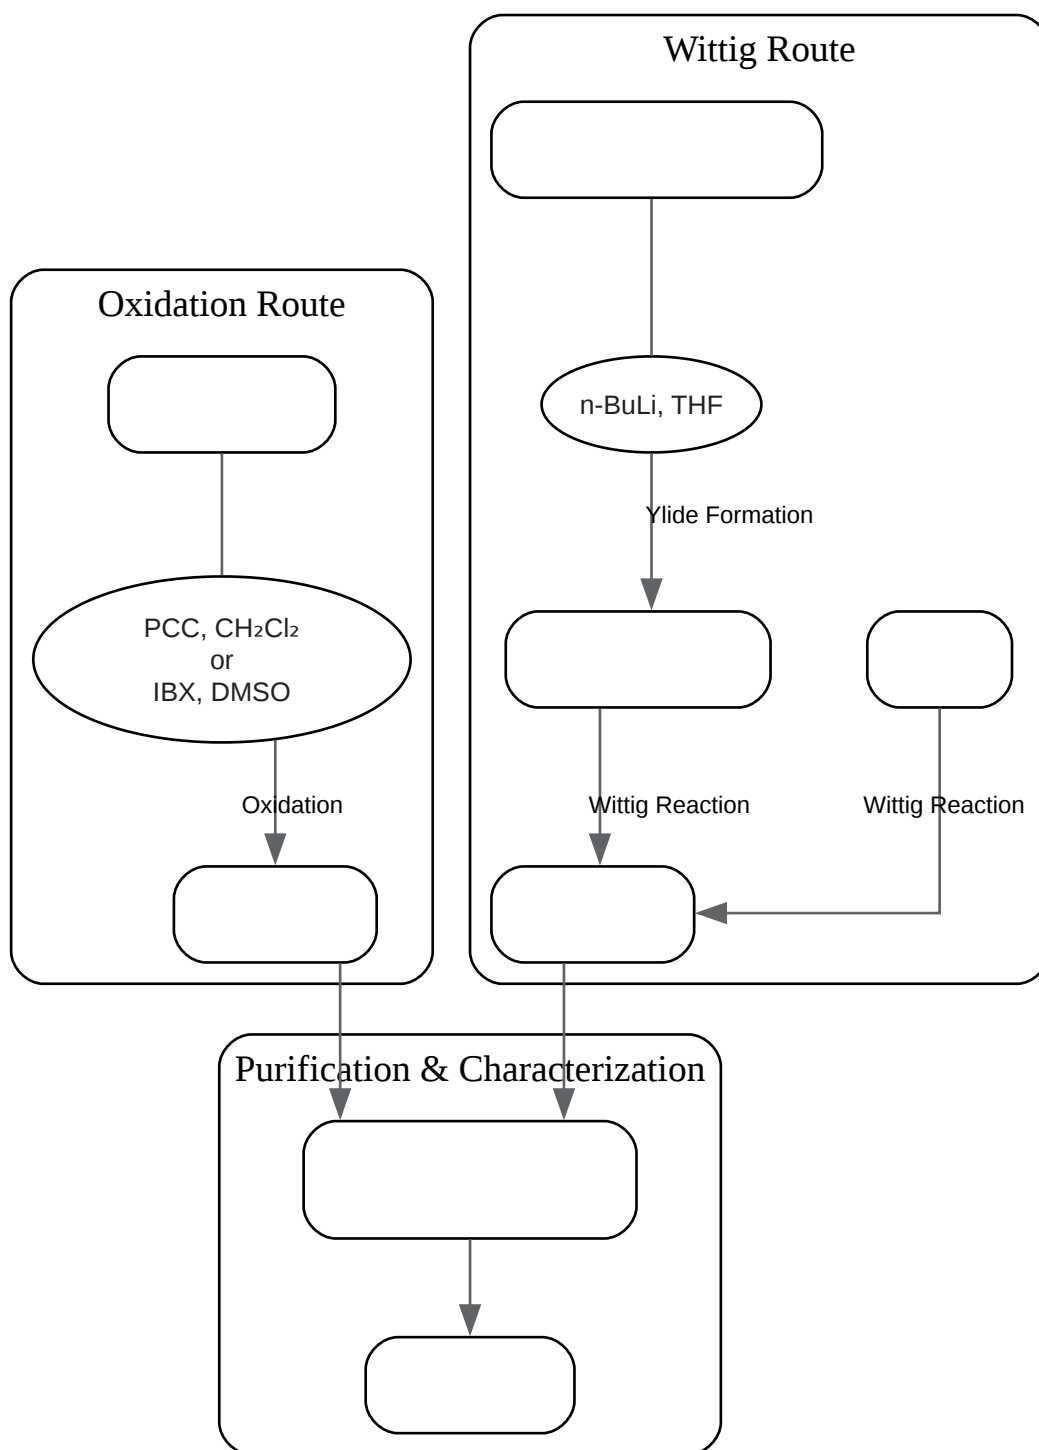 Wittig Route
n-BuLi, THF
Ylide Formation
Wittig Reaction
Wittig Reaction
Oxidation Route
PCC, CH₂Cl₂
or
IBX, DMSO
Oxidation
Purification & Characterization